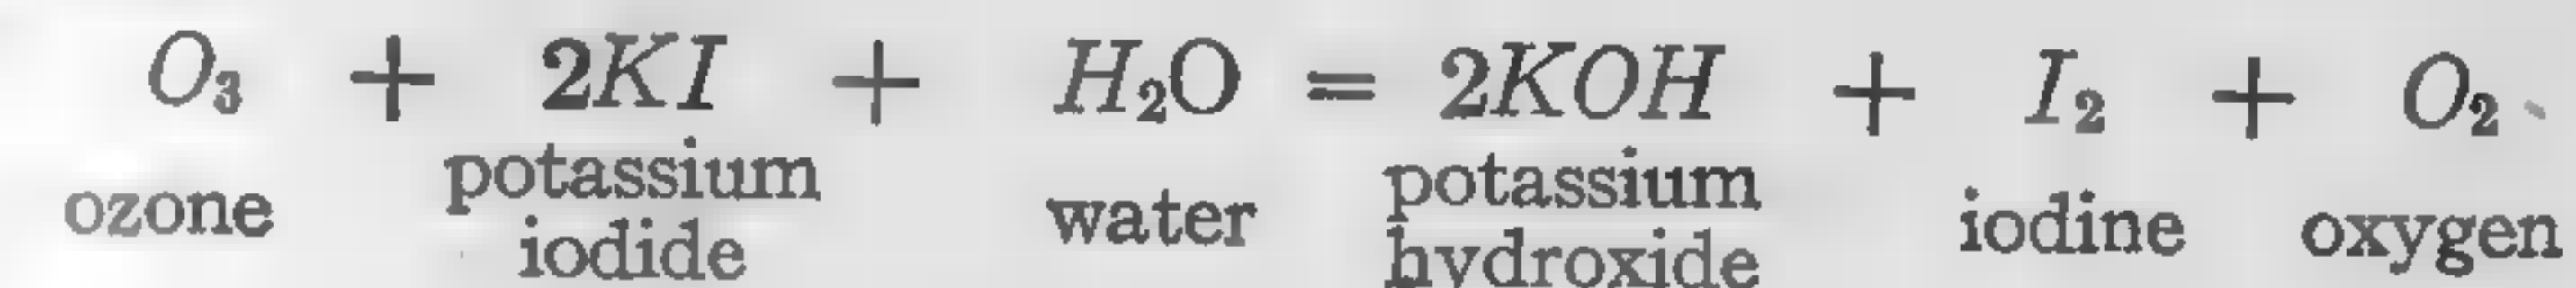 O₃ + 2KI + H₂O = 2KOH + I₂ + O₂
ozone potassium iodide water potassium hydroxide iodine oxygen